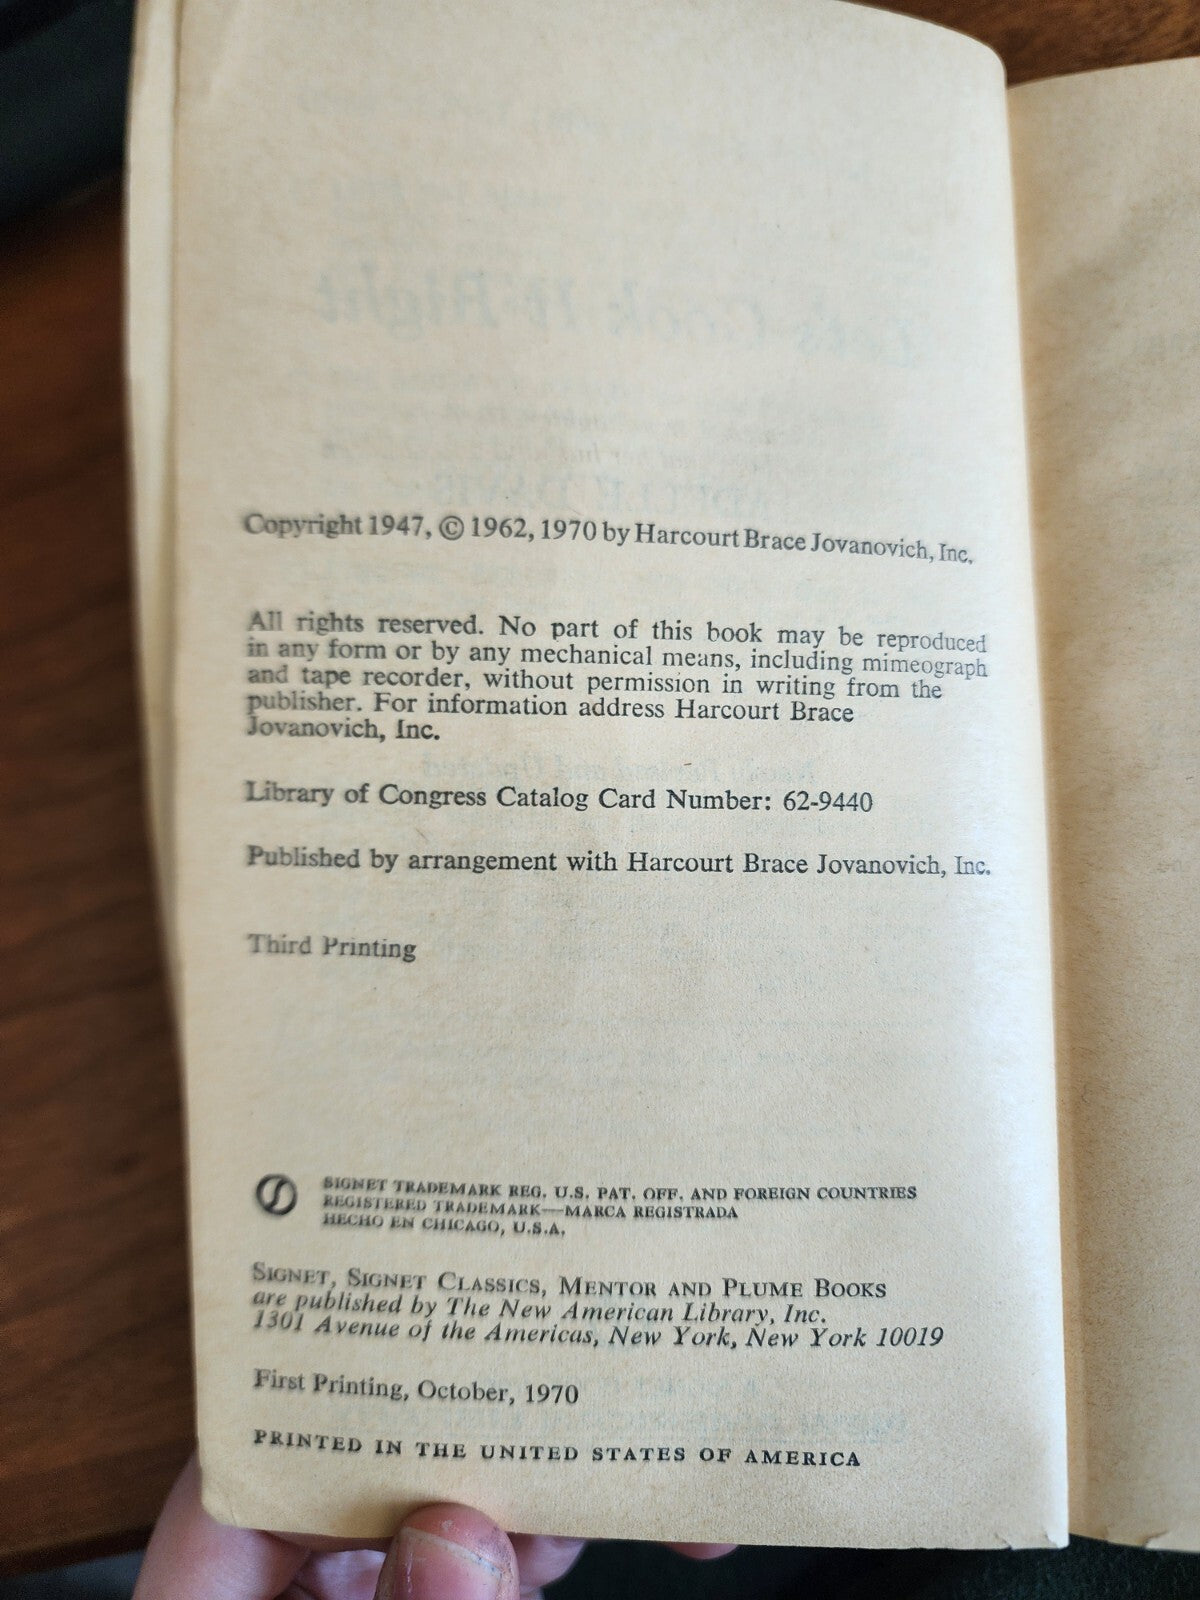 Copyright 1947, © 1962, 1970 by Harcourt Brace Jovanovich, Inc.
All rights reserved. No part of this book may be reproduced
in any form or by any mechanical means, including mimeograph
and tape recorder, without permission in writing from the
publisher. For information address Harcourt Brace
Jovanovich, Inc.
Library of Congress Catalog Card Number: 62-9440
Published by arrangement with Harcourt Brace Jovanovich, Inc.
Third Printing
SIGNET TRADEMARK REG. U.S. PAT. OFF. AND FOREIGN COUNTRIES
REGISTERED TRADEMARK—MARCA REGISTRADA
HECHO EN CHICAGO, U.S.A.
SIGNET, SIGNET CLASSICS, MENTOR AND PLUME BOOKS
are published by The New American Library, Inc.
1301 Avenue of the Americas, New York, New York 10019
First Printing, October, 1970
PRINTED IN THE UNITED STATES OF AMERICA